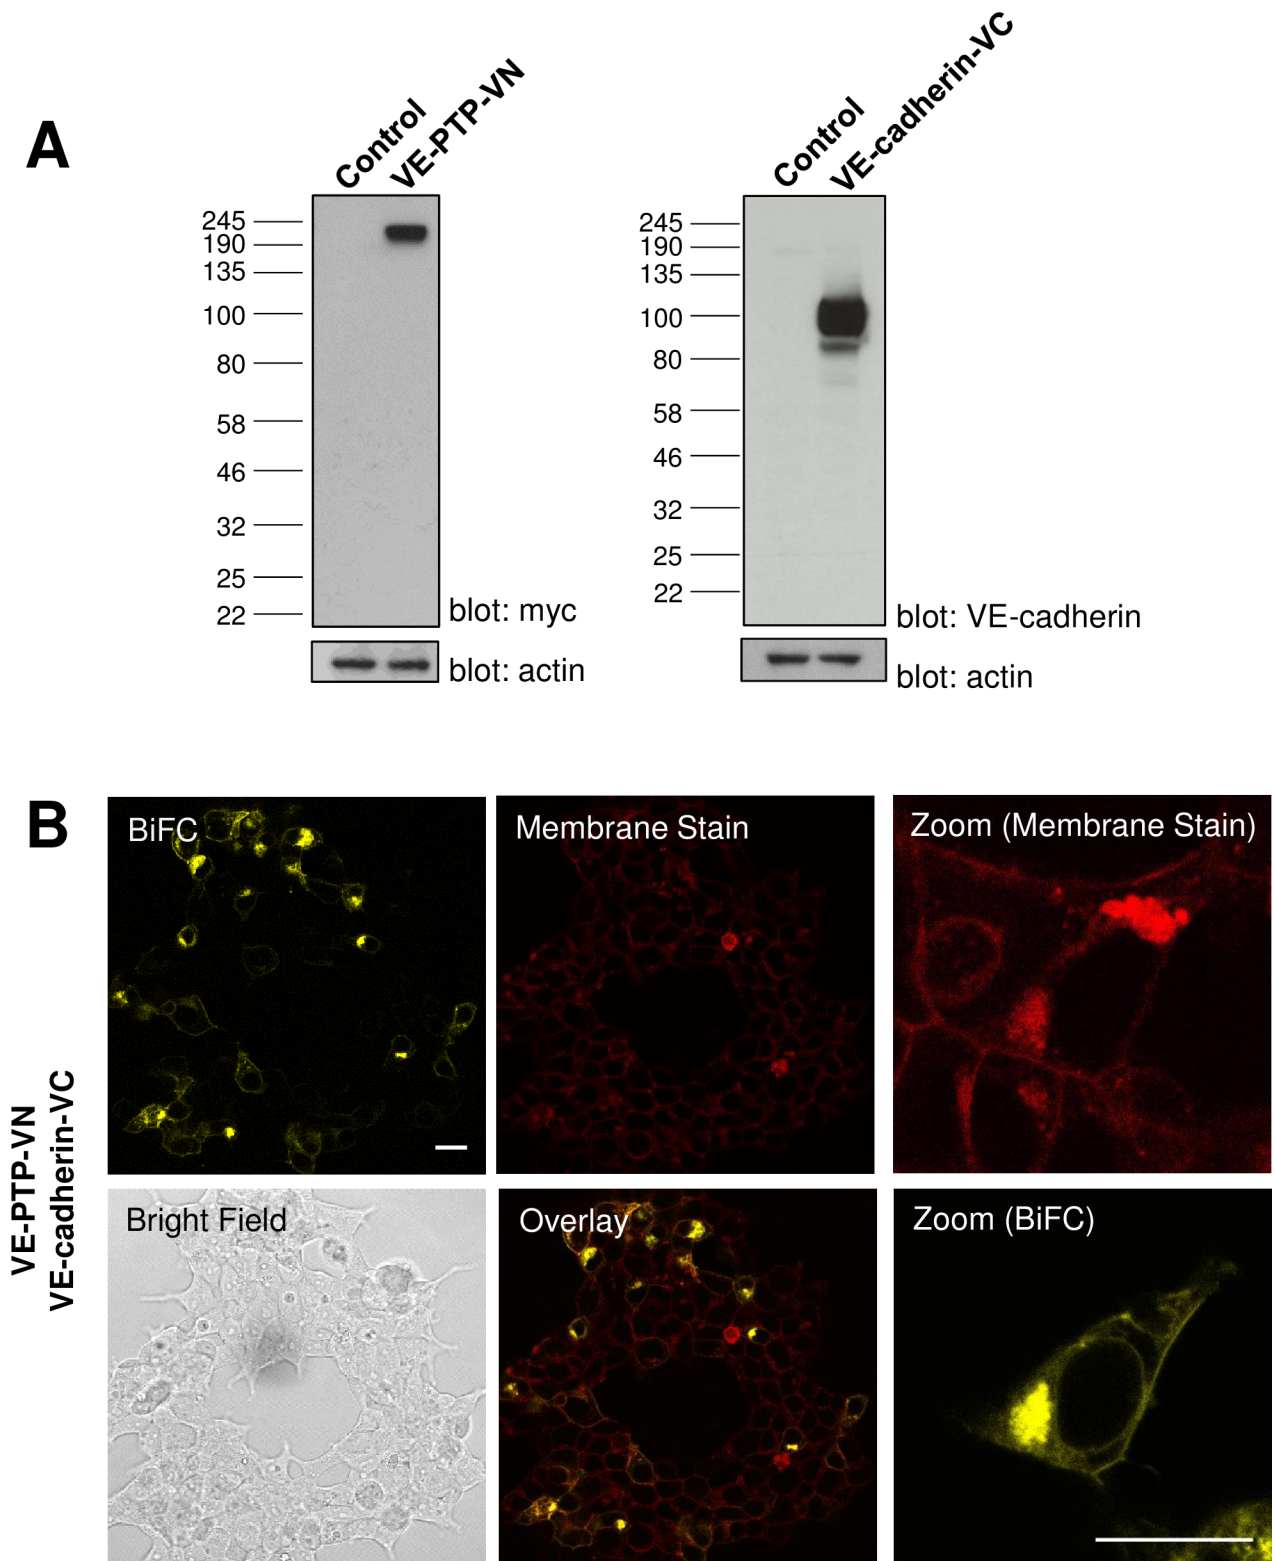 A
Control
VE-PTP-VN
245
190
135
100
80
58
46
32
25
22
blot: myc
blot: actin
Control
VE-cadherin-VC
245
190
135
100
80
58
46
32
25
22
blot: VE-cadherin
blot: actin
B
VE-PTP-VN
VE-cadherin-VC
BiFC
Membrane Stain
Zoom (Membrane Stain)
Bright Field
Overlay
Zoom (BiFC)